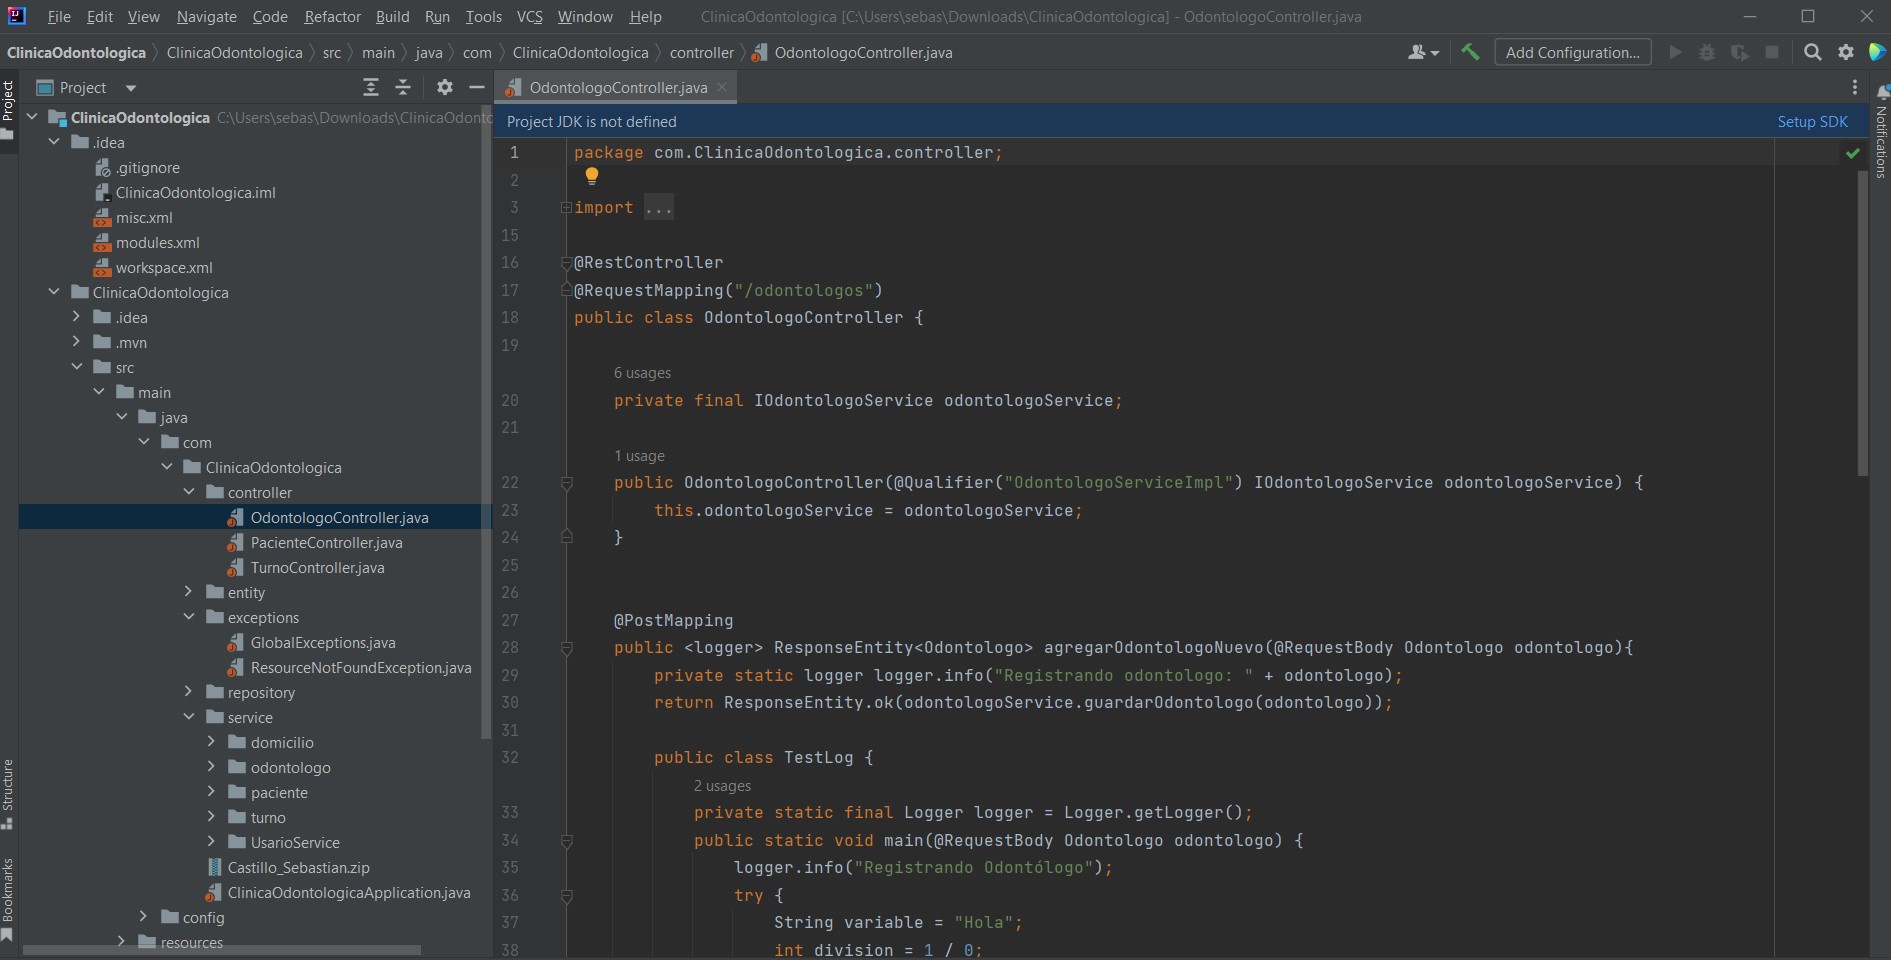 File Edit View Navigate Code Refactor Build Run Tools VCS Window Help ClinicaOdontologica [C:\Users\sebas\Downloads\ClinicaOdontologica] - OdontologoController.java
ClinicaOdontologica ClinicaOdontologica src main java com ClinicaOdontologica controller OdontologoController.java Add Configuration...
Project
OdontologoController.java
Project
ClinicaOdontologica C:\Users\sebas\Downloads\ClinicaOdonto
.idea
.gitignore
ClinicaOdontologica.iml
misc.xml
modules.xml
workspace.xml
ClinicaOdontologica
.idea
.mvn
src
main
java
com
ClinicaOdontologica
controller
OdontologoController.java
PacienteController.java
TurnoController.java
entity
exceptions
GlobalExceptions.java
ResourceNotFoundException.java
repository
service
domicilio
odontologo
paciente
turno
UsarioService
Castillo_Sebastian.zip
ClinicaOdontologicaApplication.java
config
resources
Structure
Bookmarks
Notifications
Project JDK is not defined Setup SDK
1 package com.ClinicaOdontologica.controller;
2
3 import ...
15
16 @RestController
17 @RequestMapping("/odontologos")
18 public class OdontologoController {
19
6 usages
20 private final IOdontologoService odontologoService;
21
1 usage
22 public OdontologoController(@Qualifier("OdontologoServiceImpl") IOdontologoService odontologoService) {
23 this.odontologoService = odontologoService;
24 }
25
26
27 @PostMapping
28 public <logger> ResponseEntity<Odontologo> agregarOdontologoNuevo(@RequestBody Odontologo odontologo){
29 private static logger logger.info("Registrando odontologo: " + odontologo);
30 return ResponseEntity.ok(odontologoService.guardarOdontologo(odontologo));
31
32 public class TestLog {
2 usages
33 private static final Logger logger = Logger.getLogger();
34 public static void main(@RequestBody Odontologo odontologo) {
35 logger.info("Registrando Odontólogo");
36 try {
37 String variable = "Hola";
38 int division = 1 / 0;